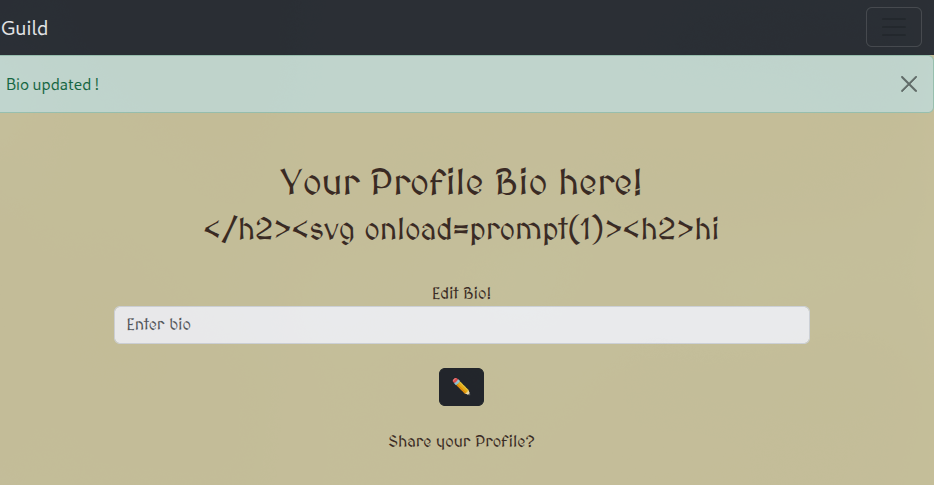 Guild
Bio updated !
Your Profile Bio here!
</h2><svg onload=prompt(1)><h2>hi
Edit Bio!
Enter bio
Share your Profile?